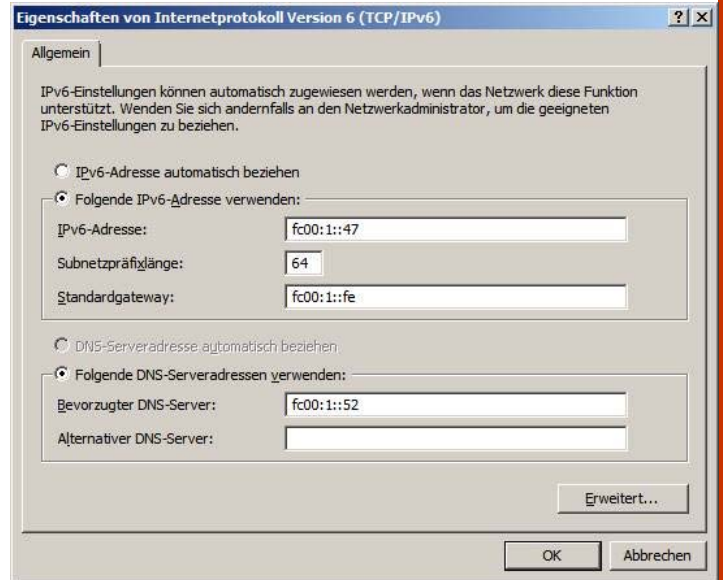 Eigenschaften von Internetprotokoll Version 6 (TCP/IPv6)
Allgemein
IPv6-Einstellungen können automatisch zugewiesen werden, wenn das Netzwerk diese Funktion
unterstützt. Wenden Sie sich andernfalls an den Netzwerkadministrator, um die geeigneten
IPv6-Einstellungen zu beziehen.
IPv6-Adresse automatisch beziehen
Folgende IPv6-Adresse verwenden:
IPv6-Adresse: fc00:1::47
Subnetzpräfixlänge: 64
Standardgateway: fc00:1::fe
DNS-Serveradresse automatisch beziehen
Folgende DNS-Serveradressen verwenden:
Bevorzugter DNS-Server: fc00:1::52
Alternativer DNS-Server:
Erweitert...
OK Abbrechen